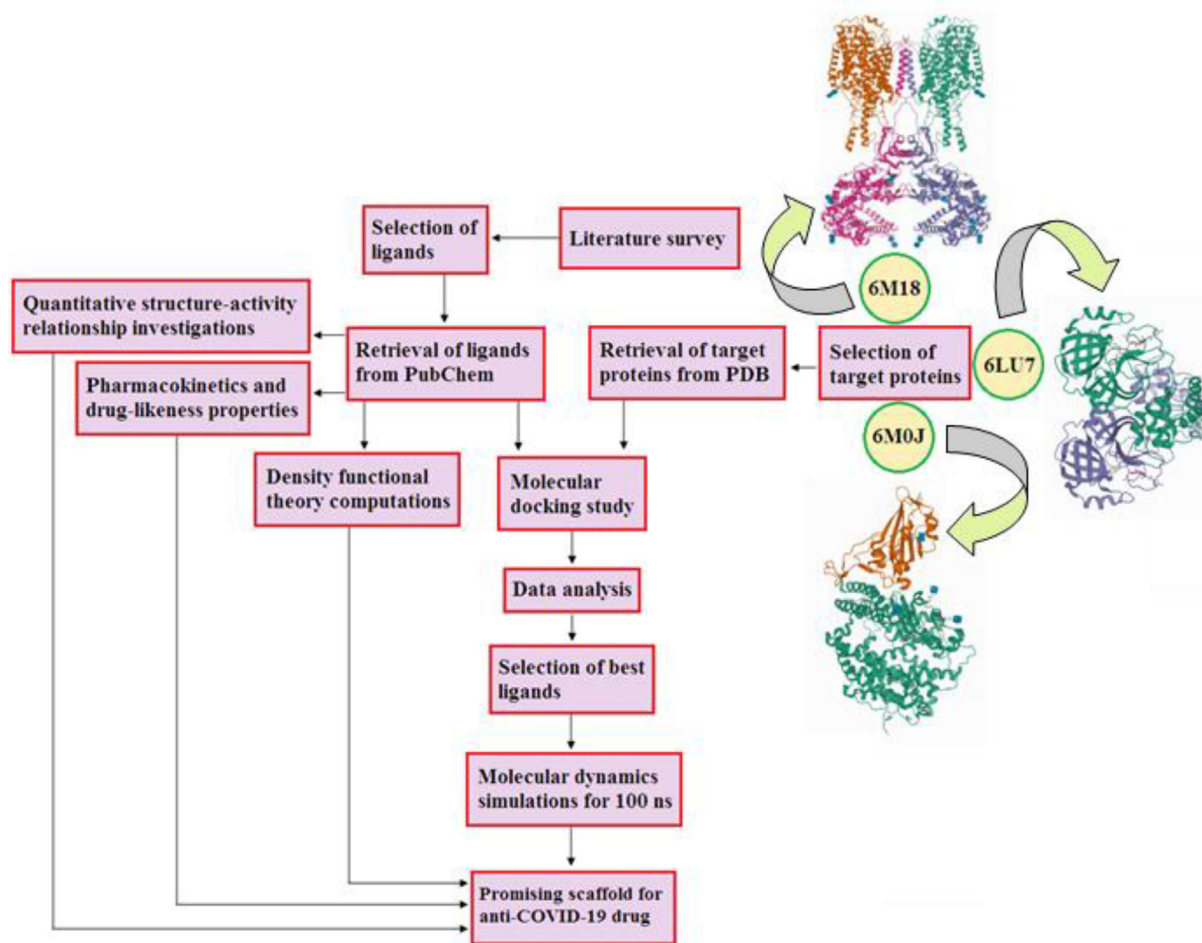 Selection of
ligands
Literature survey
6M18
Quantitative structure-activity
relationship investigations
Retrieval of ligands
from PubChem
Retrieval of target
proteins from PDB
Selection of
target proteins
6LU7
Pharmacokinetics and
drug-likeness properties
6M0J
Density functional
theory computations
Molecular
docking study
Data analysis
Selection of best
ligands
Molecular dynamics
simulations for 100 ns
Promising scaffold for
anti-COVID-19 drug